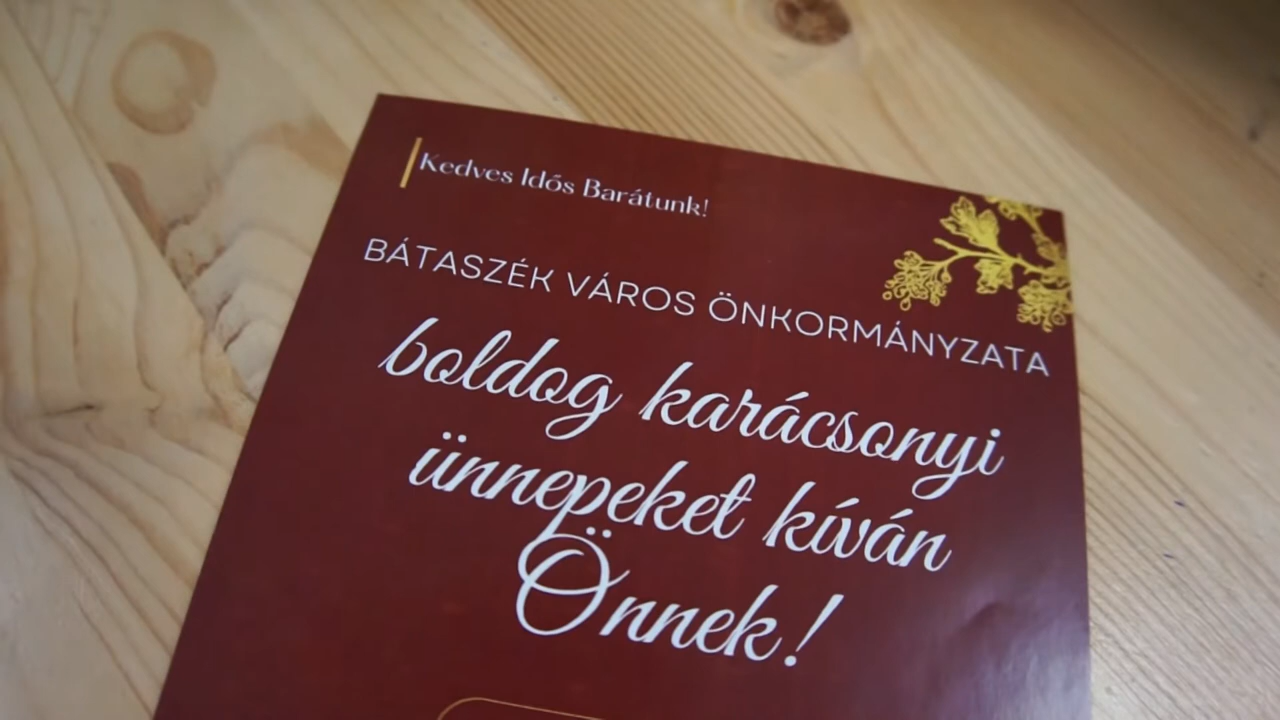 Kedves Idős Barátunk!
BÁTASZÉK VÁROS ÖNKORMÁNYZATA
boldog karácsonyi
ünnepeket kíván
Önnek!